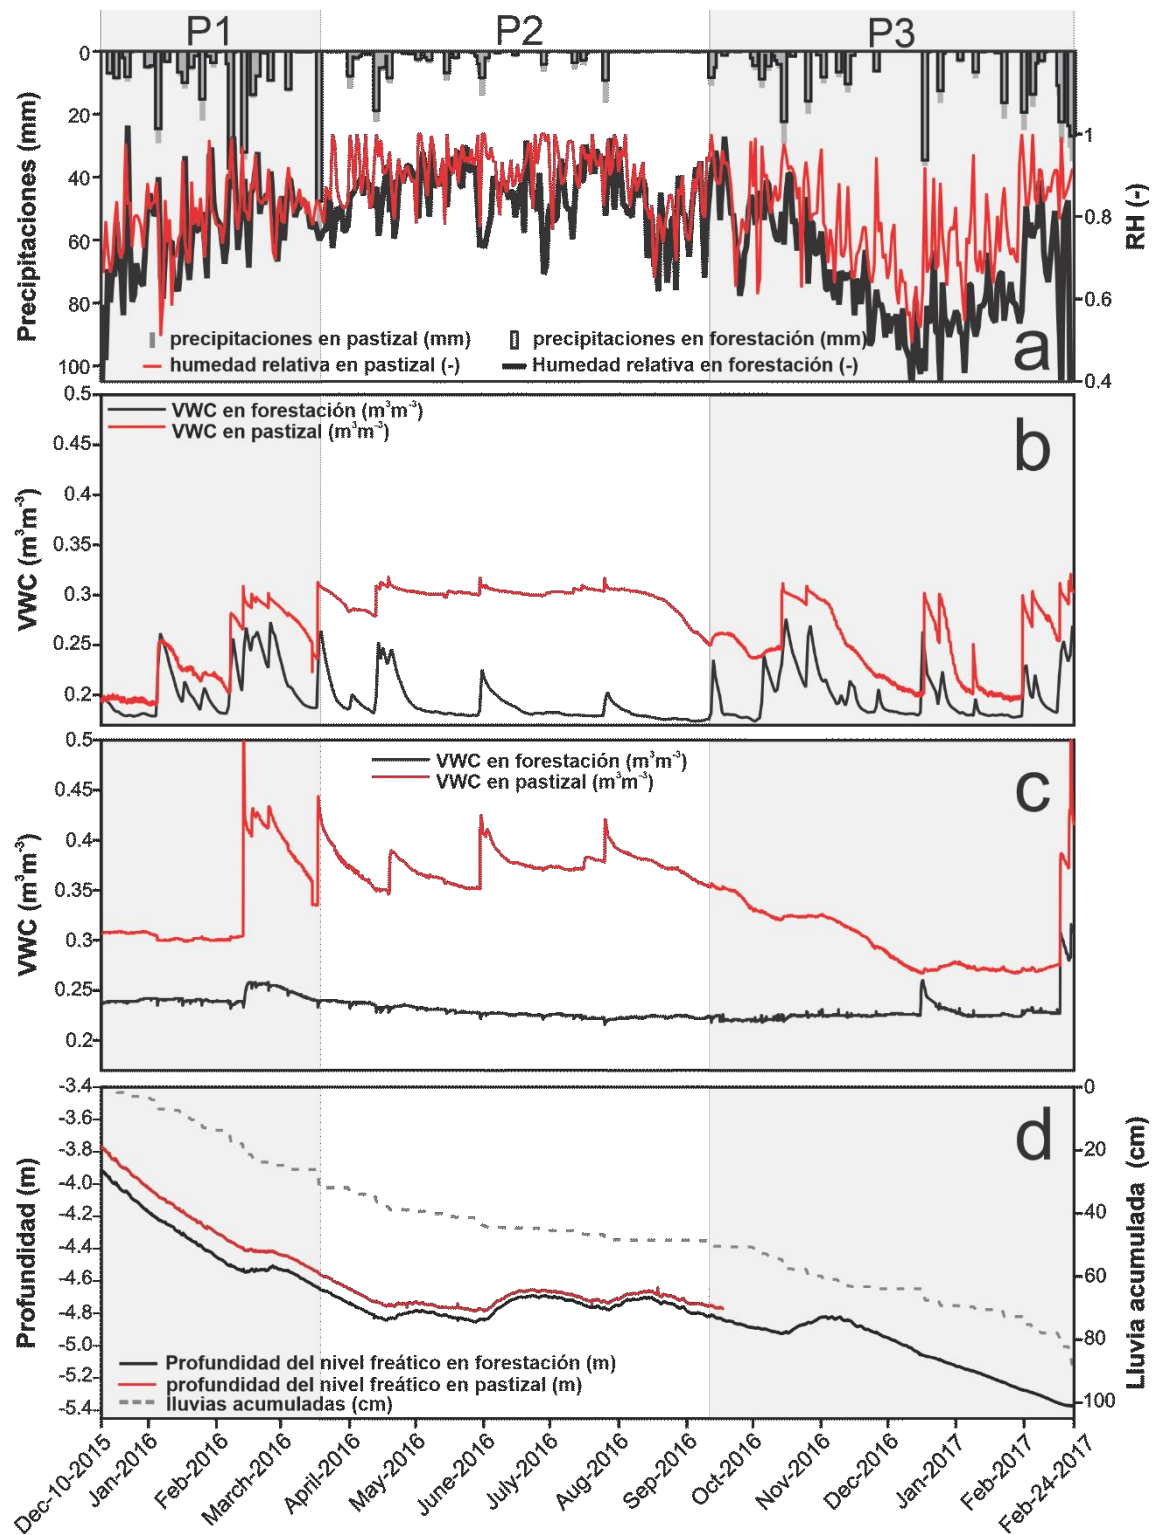 P1 P2 P3
0
20
40
60
80
100
Precipitaciones (mm)
1
0.8
0.6
0.4
RH (-)
precipitaciones en pastizal (mm)
precipitaciones en forestación (mm)
humedad relativa en pastizal (-)
Humedad relativa en forestación (-)
a
0.5
0.45
0.4
0.35
0.3
0.25
0.2
VWC (m³m⁻³)
VWC en forestación (m³m⁻³)
VWC en pastizal (m³m⁻³)
b
0.5
0.45
0.4
0.35
0.3
0.25
0.2
VWC (m³m⁻³)
VWC en forestación (m³m⁻³)
VWC en pastizal (m³m⁻³)
c
-3.4
-3.6
-3.8
-4.0
-4.2
-4.4
-4.6
-4.8
-5.0
-5.2
-5.4
Profundidad (m)
0
20
40
60
80
100
Lluvia acumulada (cm)
d
Profundidad del nivel freático en forestación (m)
profundidad del nivel freático en pastizal (m)
lluvias acumuladas (cm)
Dec-10-2015
Jan-2016
Feb-2016
March-2016
April-2016
May-2016
June-2016
July-2016
Aug-2016
Sep-2016
Oct-2016
Nov-2016
Dec-2016
Jan-2017
Feb-2017
Feb-24-2017